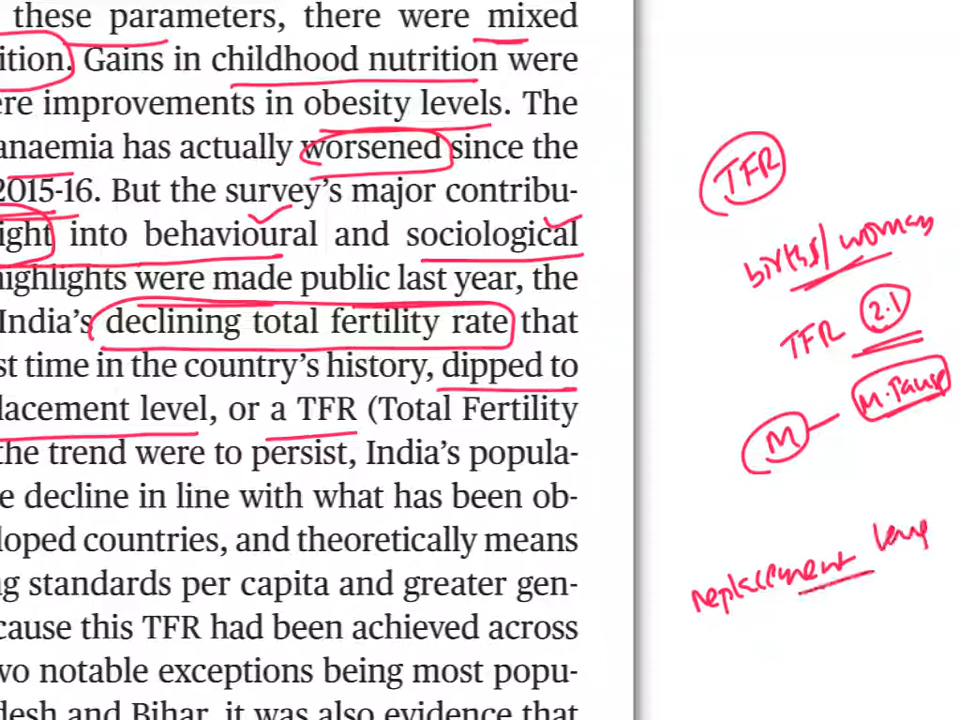 these parameters, there were mixed
ition. Gains in childhood nutrition were
ere improvements in obesity levels. The
anaemia has actually worsened since the
2015-16. But the survey's major contribu-
ight into behavioural and sociological
highlights were made public last year, the
India's declining total fertility rate that
st time in the country's history, dipped to
lacement level, or a TFR (Total Fertility
the trend were to persist, India's popula-
e decline in line with what has been ob-
loped countries, and theoretically means
g standards per capita and greater gen-
cause this TFR had been achieved across
wo notable exceptions being most popu-
desh and Bihar, it was also evidence that
TFR
births/woman
TFR 2.1
M - M.Pause
replacement